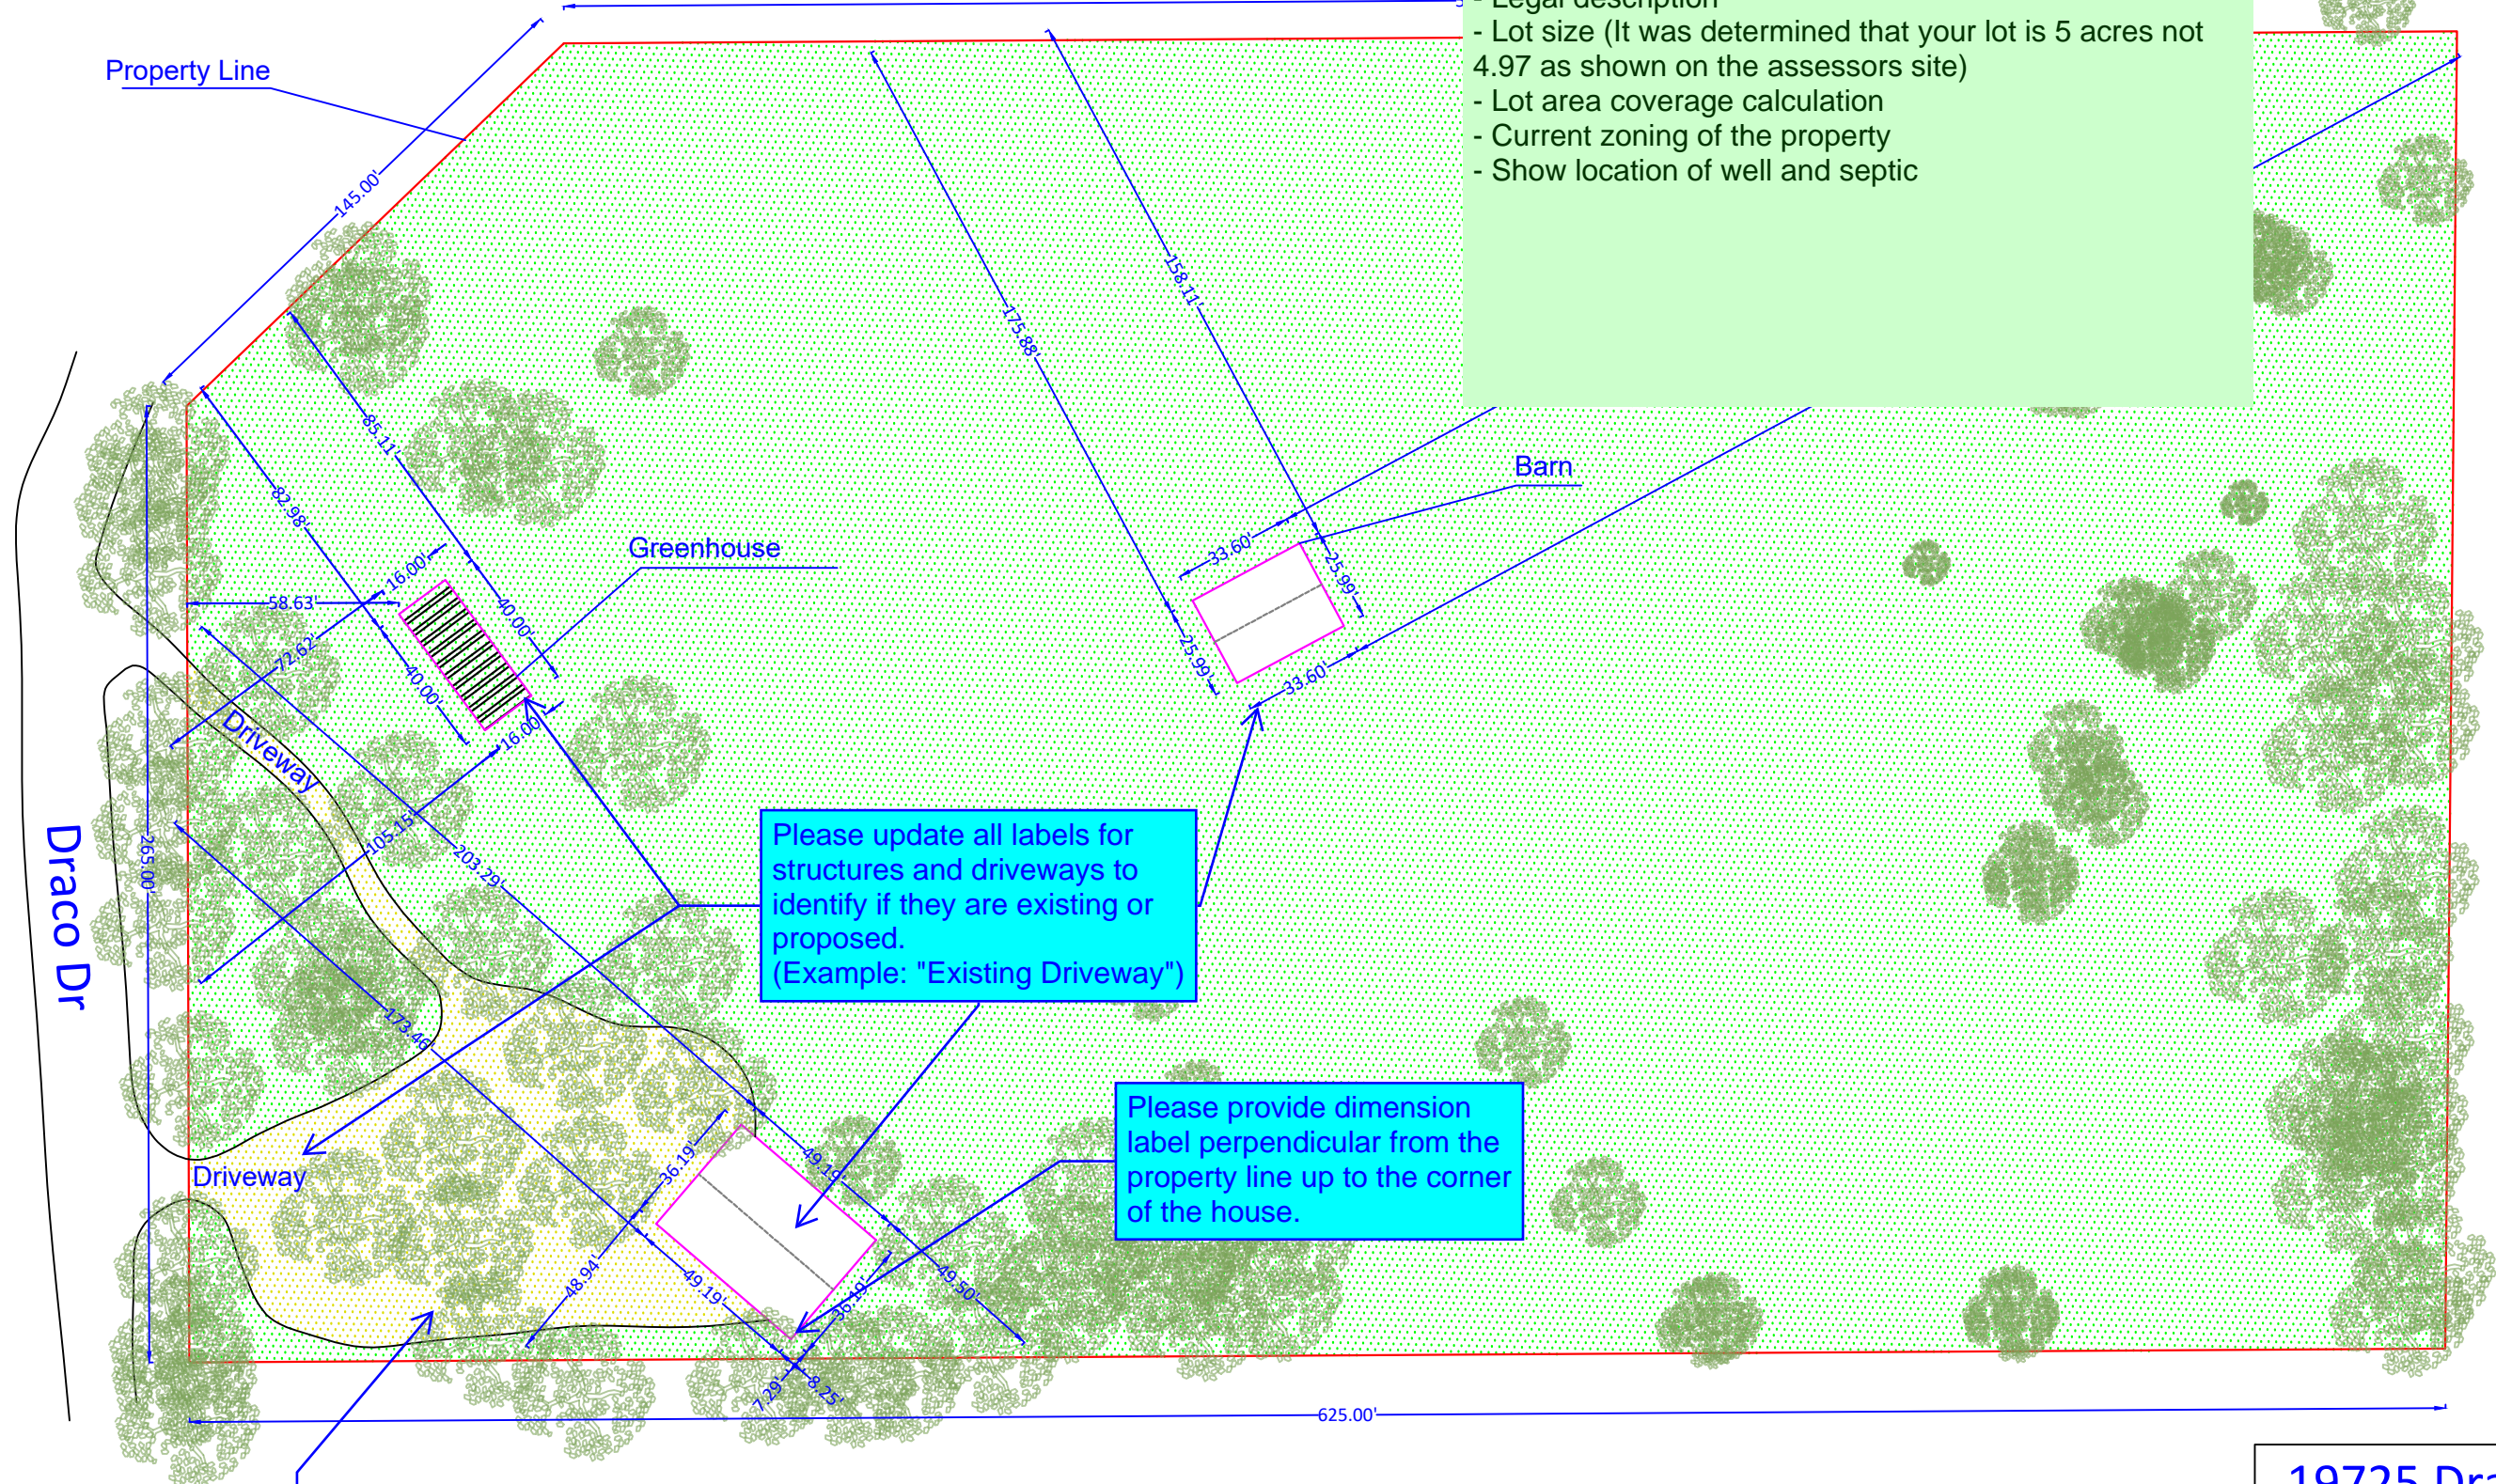 - Legal description
- Lot size (It was determined that your lot is 5 acres not
4.97 as shown on the assessors site)
- Lot area coverage calculation
- Current zoning of the property
- Show location of well and septic
Property Line
145.00'
175.88'
158.11'
85.11'
82.98'
Barn
33.60'
25.99'
25.99'
33.60'
Greenhouse
16.00'
58.63'
40.00'
72.62'
40.00'
16.00'
Driveway
105.15'
203.29'
265.00'
Draco Dr
173.46'
Please update all labels for
structures and driveways to
identify if they are existing or
proposed.
(Example: "Existing Driveway")
Please provide dimension
label perpendicular from the
property line up to the corner
of the house.
Driveway
36.19'
49.19'
48.94'
49.19'
36.19'
49.50'
7.29'
8.25'
625.00'
19725 Dra